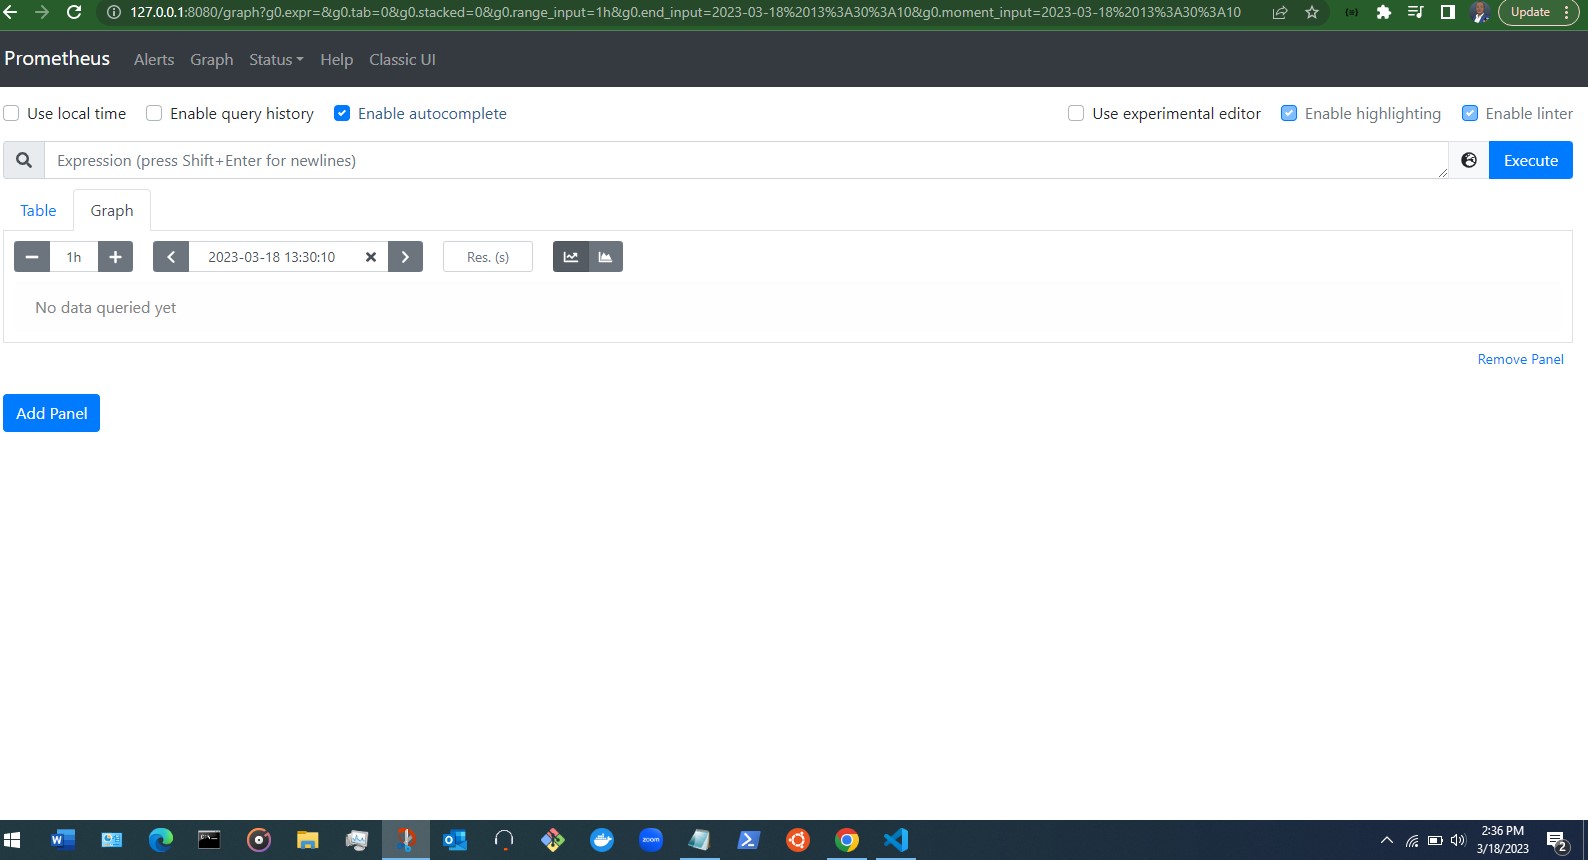 127.0.0.1:8080/graph?g0.expr=&g0.tab=0&g0.stacked=0&g0.range_input=1h&g0.end_input=2023-03-18%2013%3A30%3A10&g0.moment_input=2023-03-18%2013%3A30%3A10 Update
Prometheus Alerts Graph Status Help Classic UI
Use local time Enable query history Enable autocomplete Use experimental editor Enable highlighting Enable linter
Expression (press Shift+Enter for newlines) Execute
Table Graph
1h 2023-03-18 13:30:10 Res. (s)
No data queried yet
Remove Panel
Add Panel
zoom
2:36 PM
3/18/2023
2